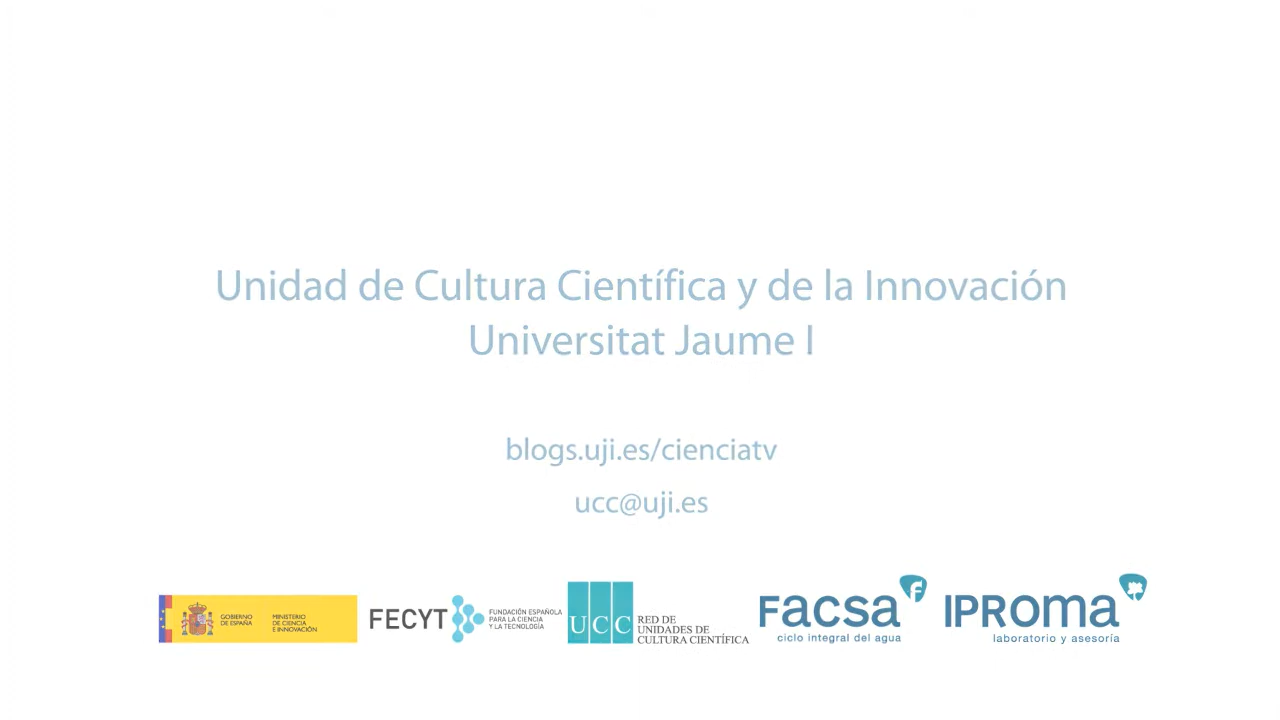 Unidad de Cultura Científica y de la Innovación
Universitat Jaume I
blogs.uji.es/cienciatv
ucc@uji.es
GOBIERNO
DE ESPAÑA
MINISTERIO
DE CIENCIA
E INNOVACIÓN
FECYT
FUNDACIÓN ESPAÑOLA
PARA LA CIENCIA
Y LA TECNOLOGÍA
UCC
RED DE
UNIDADES DE
CULTURA CIENTÍFICA
FACSA
ciclo integral del agua
IPROMA
laboratorio y asesoría